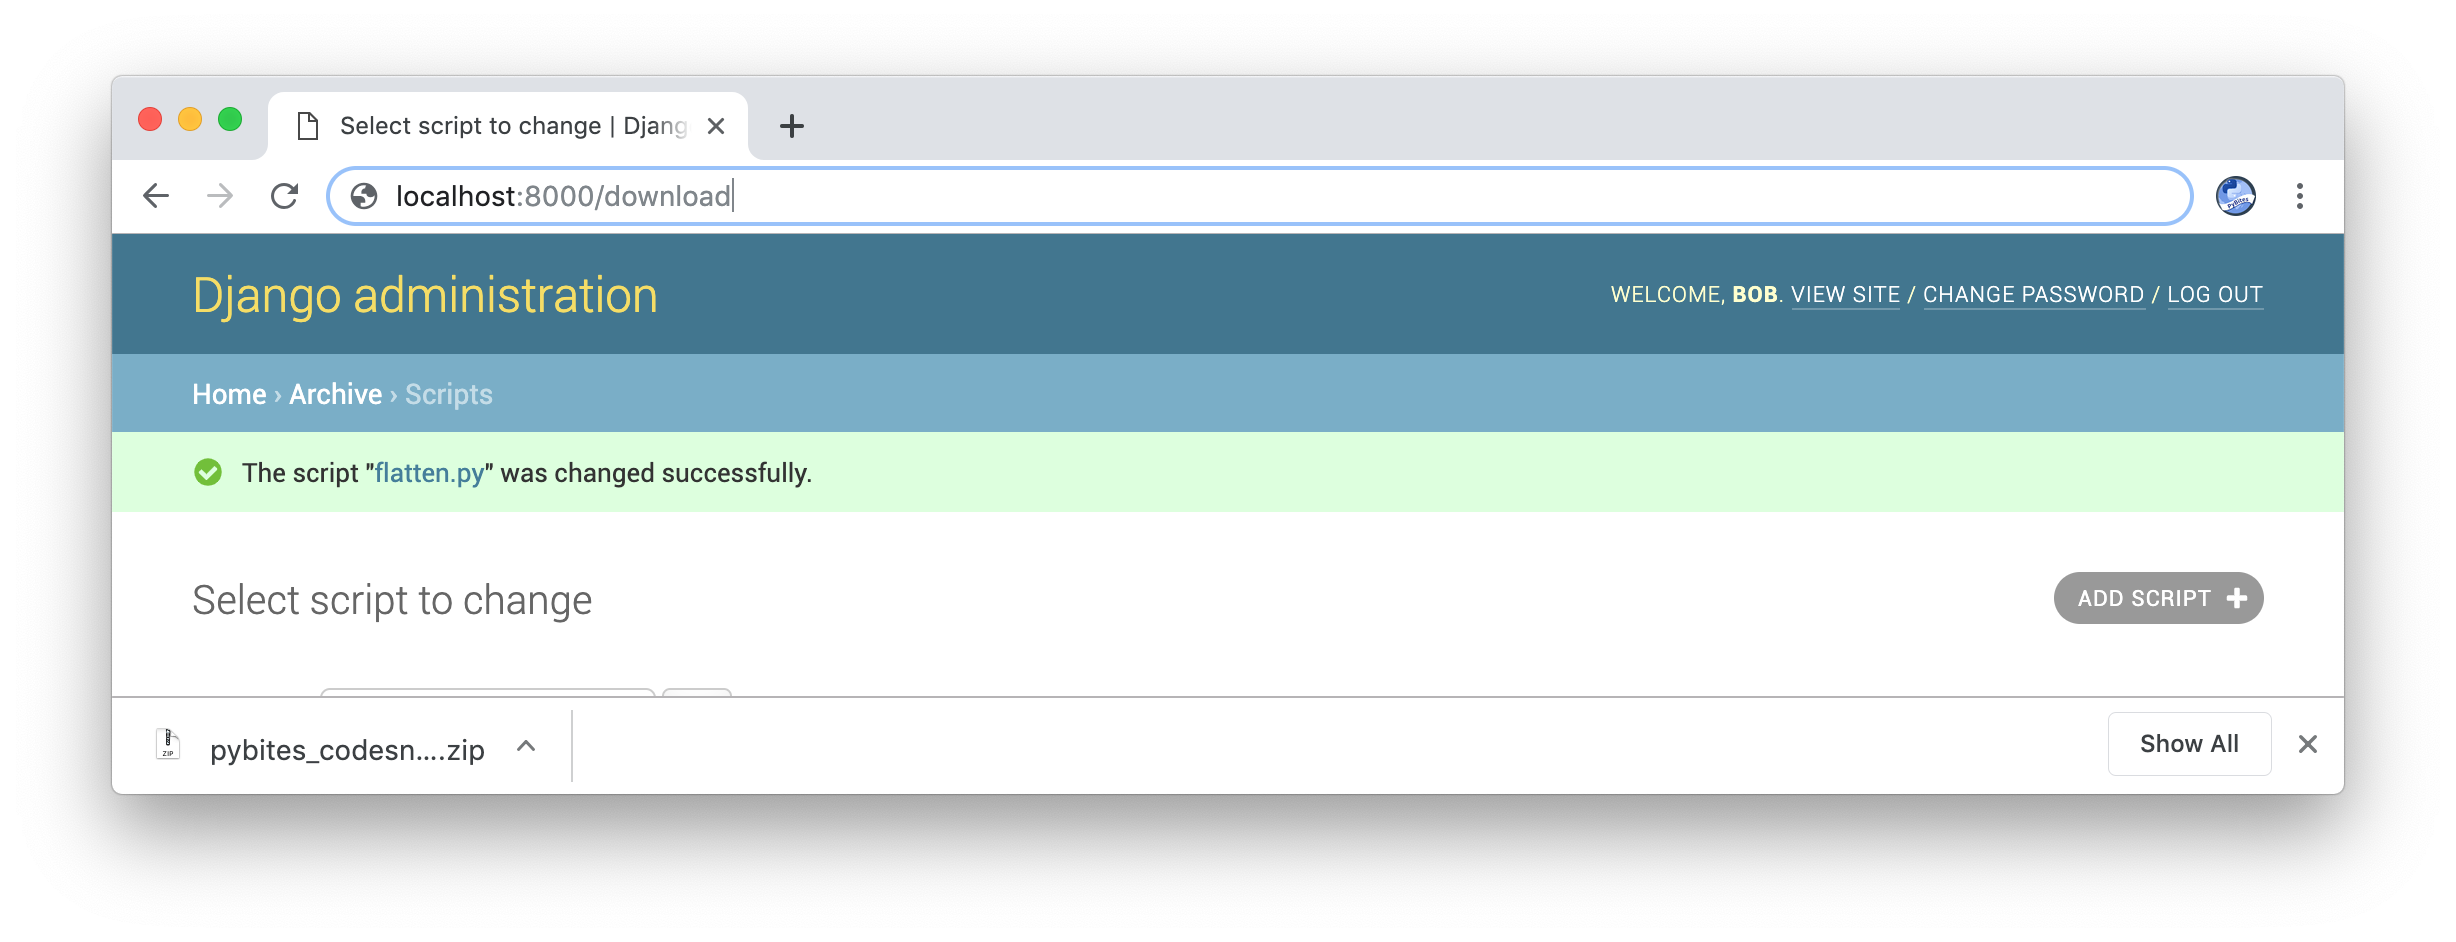 Select script to change | Djang
localhost:8000/download
Django administration
WELCOME, BOB. VIEW SITE / CHANGE PASSWORD / LOG OUT
Home › Archive › Scripts
The script "flatten.py" was changed successfully.
Select script to change
ADD SCRIPT
ZIP
pybites_codesn....zip
Show All
PyBites